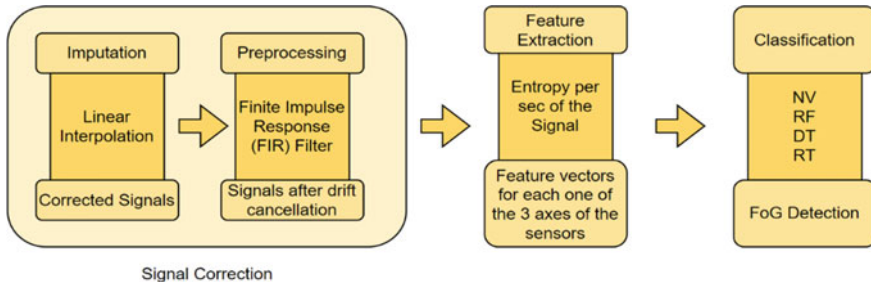 Imputation
Linear
Interpolation
Corrected Signals
Preprocessing
Finite Impulse
Response
(FIR) Filter
Signals after drift
cancellation
Signal Correction
Feature
Extraction
Entropy per
sec of the
Signal
Feature vectors
for each one of
the 3 axes of the
sensors
Classification
NV
RF
DT
RT
FoG Detection